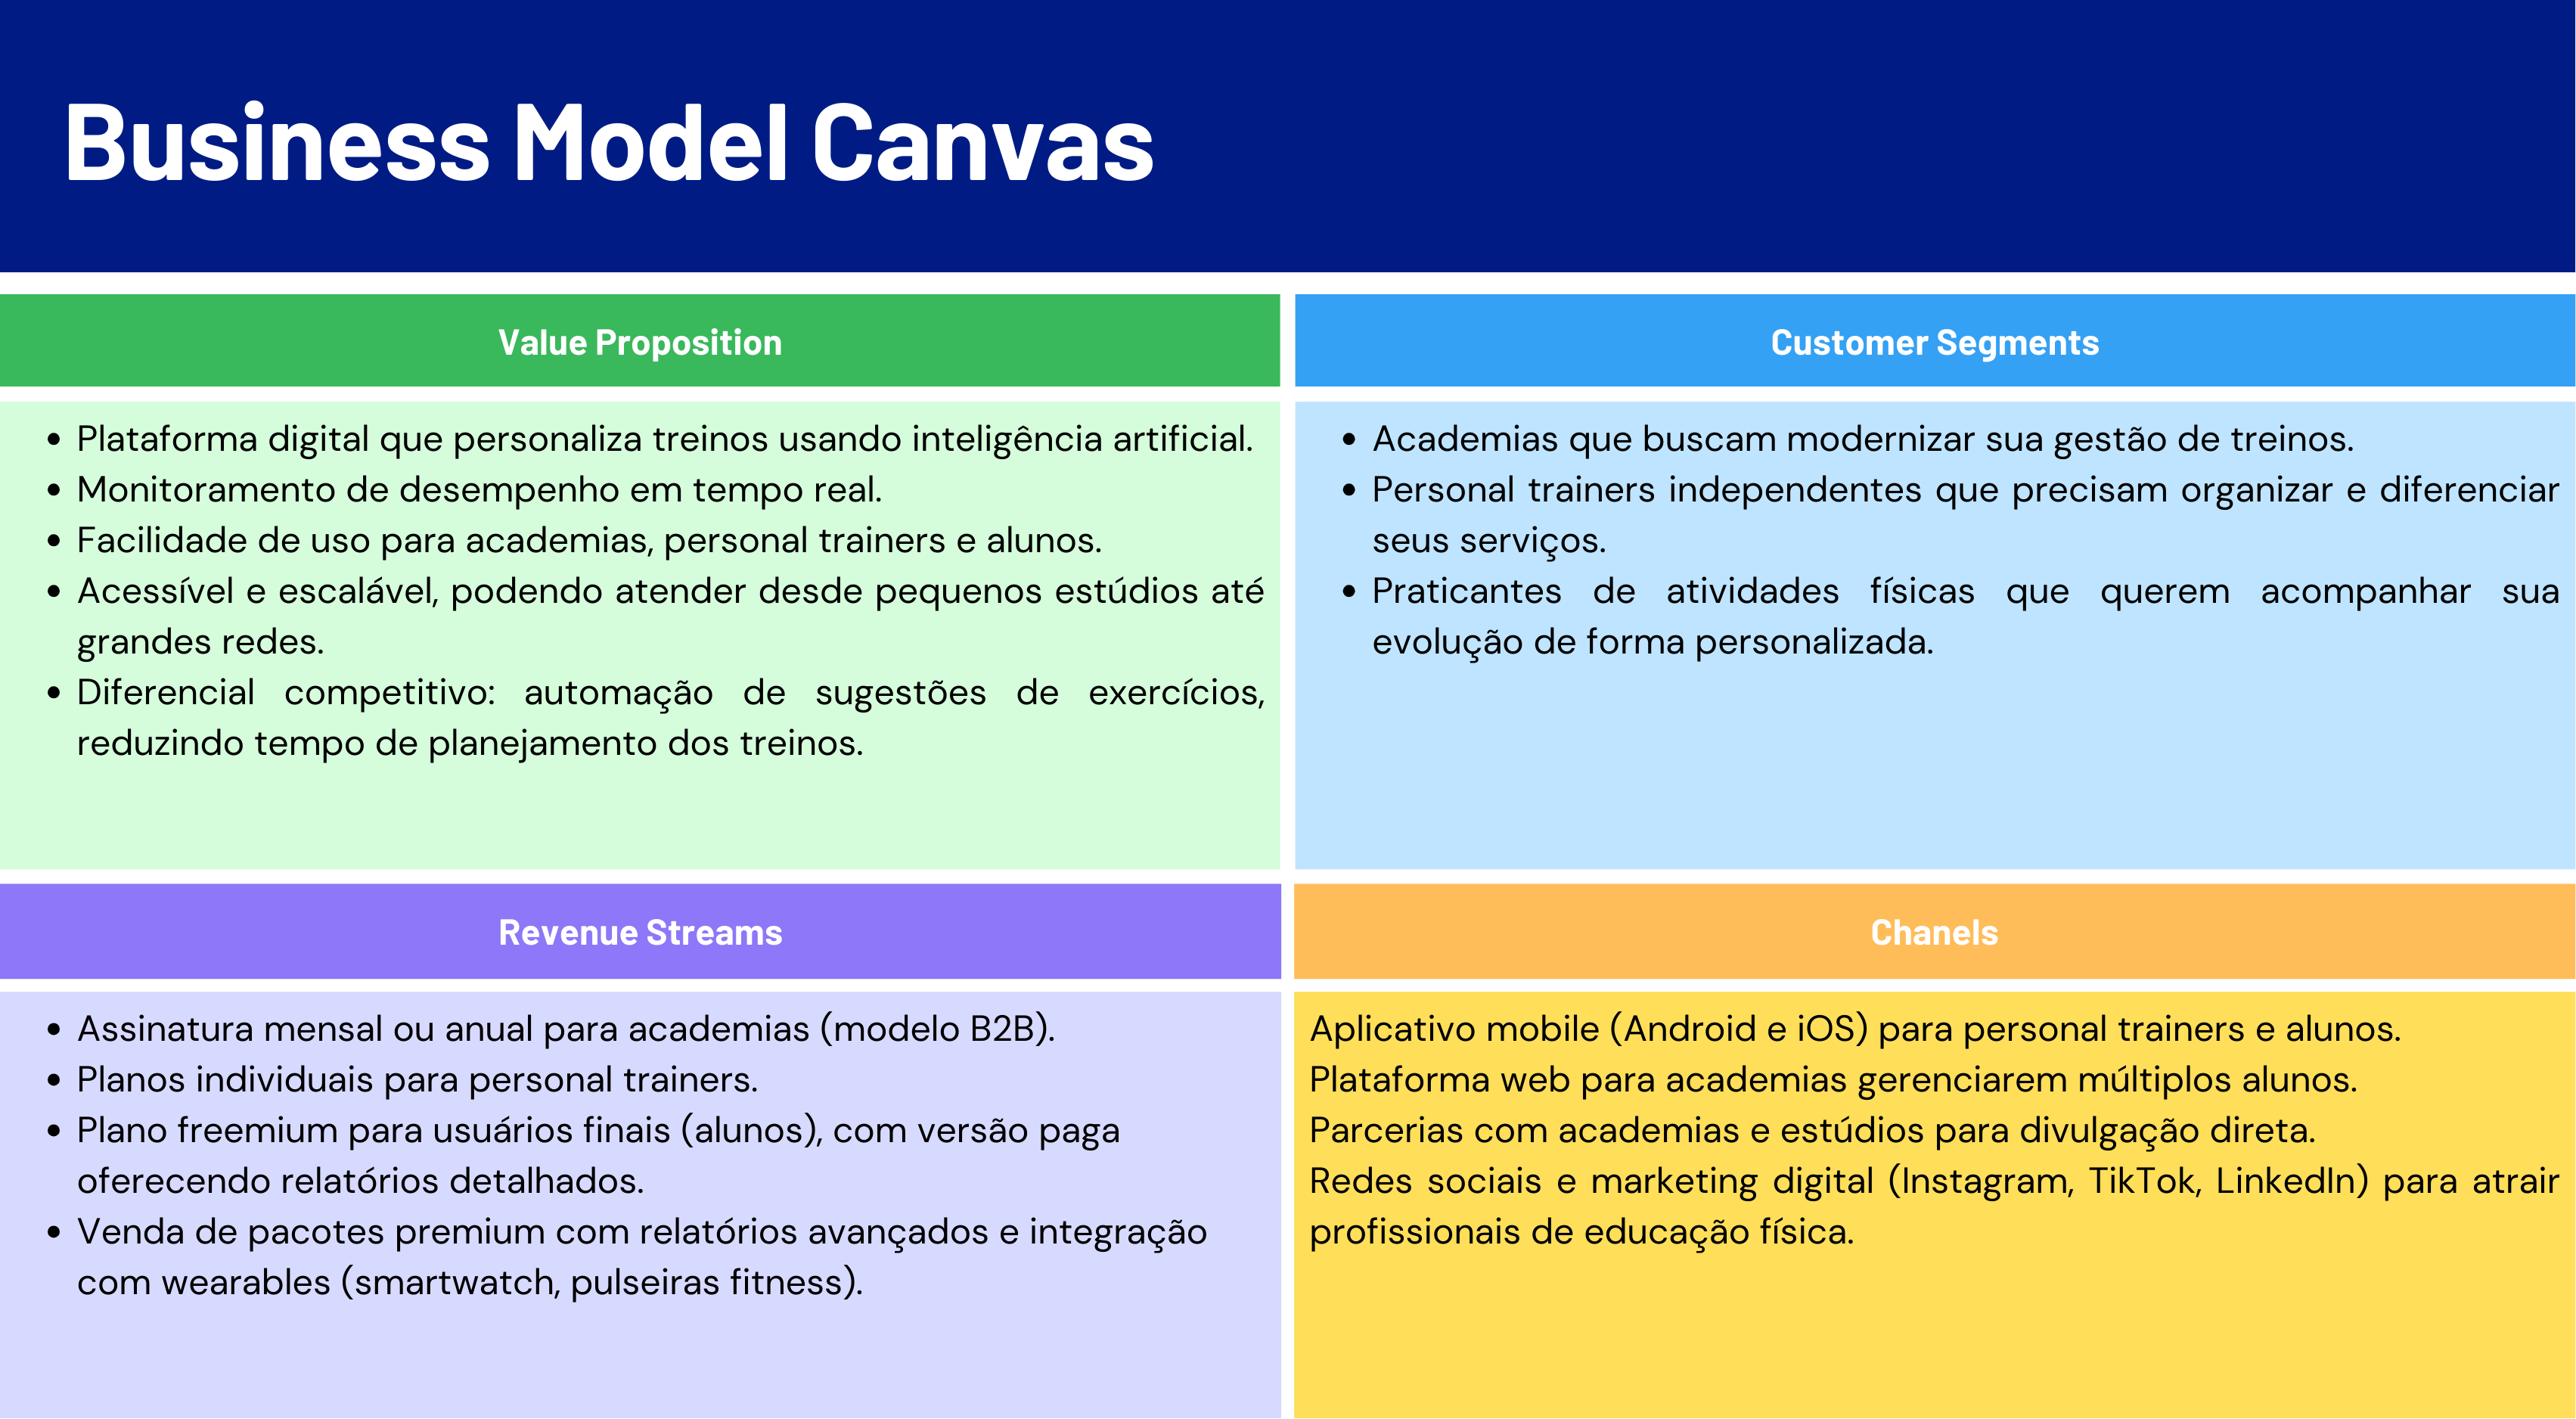 Business Model Canvas
Value Proposition
• Plataforma digital que personaliza treinos usando inteligência artificial.
• Monitoramento de desempenho em tempo real.
• Facilidade de uso para academias, personal trainers e alunos.
• Acessível e escalável, podendo atender desde pequenos estúdios até
grandes redes.
• Diferencial competitivo: automação de sugestões de exercícios,
reduzindo tempo de planejamento dos treinos.
Customer Segments
• Academias que buscam modernizar sua gestão de treinos.
• Personal trainers independentes que precisam organizar e diferenciar
seus serviços.
• Praticantes de atividades físicas que querem acompanhar sua
evolução de forma personalizada.
Revenue Streams
• Assinatura mensal ou anual para academias (modelo B2B).
• Planos individuais para personal trainers.
• Plano freemium para usuários finais (alunos), com versão paga
oferecendo relatórios detalhados.
• Venda de pacotes premium com relatórios avançados e integração
com wearables (smartwatch, pulseiras fitness).
Chanels
Aplicativo mobile (Android e iOS) para personal trainers e alunos.
Plataforma web para academias gerenciarem múltiplos alunos.
Parcerias com academias e estúdios para divulgação direta.
Redes sociais e marketing digital (Instagram, TikTok, LinkedIn) para atrair
profissionais de educação física.